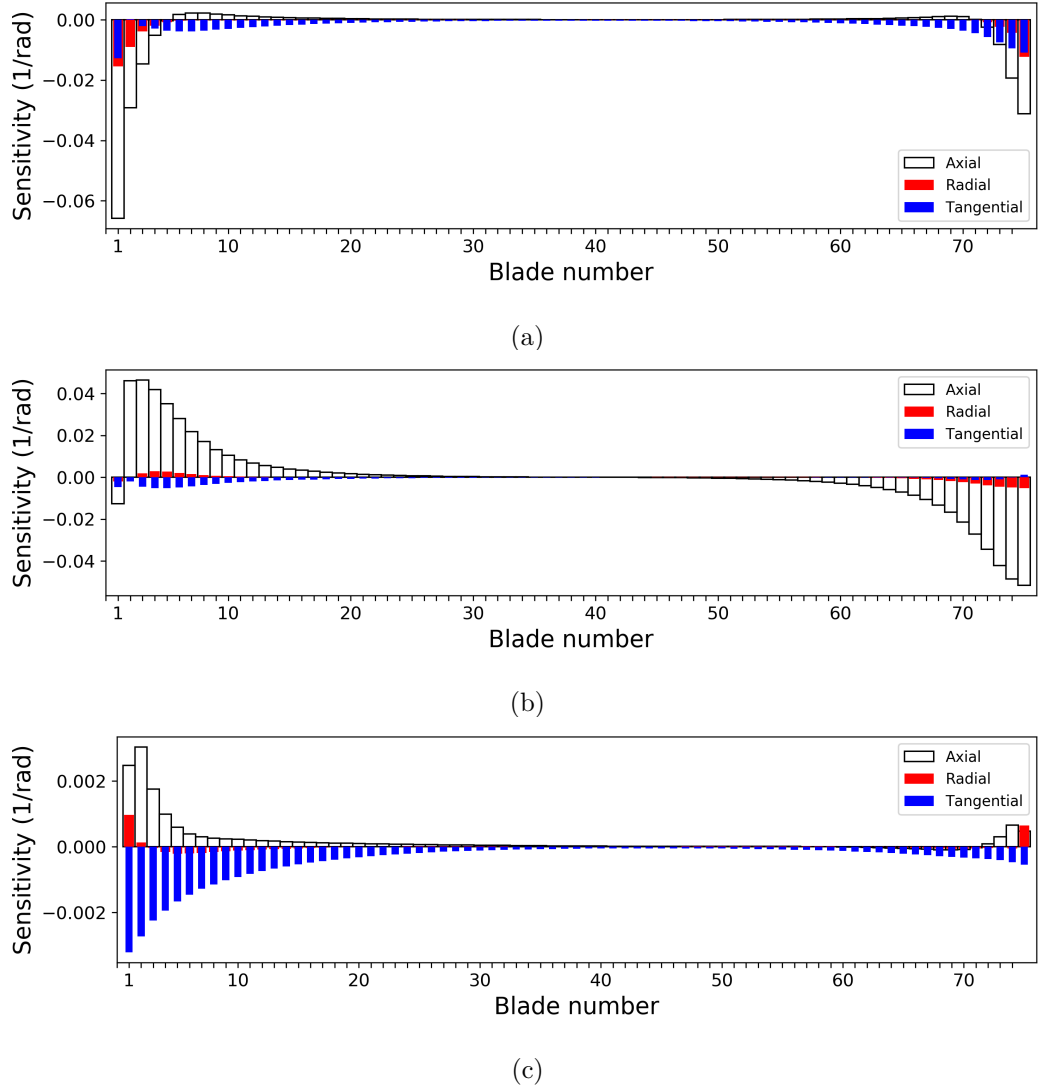 0.00
−0.02
−0.04
−0.06
Sensitivity (1/rad)
Axial
Radial
Tangential
1 10 20 30 40 50 60 70
Blade number
(a)
0.04
0.02
0.00
−0.02
−0.04
Sensitivity (1/rad)
Axial
Radial
Tangential
1 10 20 30 40 50 60 70
Blade number
(b)
0.002
0.000
−0.002
Sensitivity (1/rad)
Axial
Radial
Tangential
1 10 20 30 40 50 60 70
Blade number
(c)